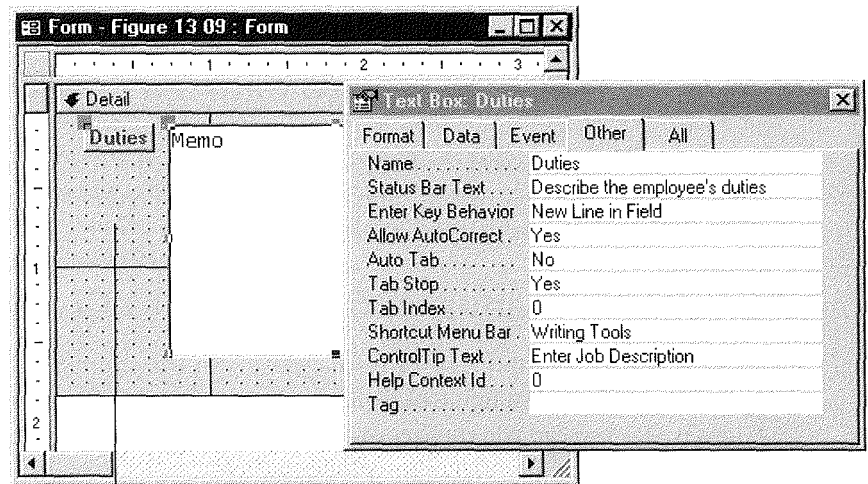 Form - Figure 13 09 : Form
1 2 3
Detail
Duties
Memo
1
2
Text Box: Duties
Format Data Event Other All
Name........... Duties
Status Bar Text... Describe the employee's duties
Enter Key Behavior New Line in Field
Allow AutoCorrect. Yes
Auto Tab........ No
Tab Stop........ Yes
Tab Index....... 0
Shortcut Menu Bar. Writing Tools
ControlTip Text... Enter Job Description
Help Context Id... 0
Tag............